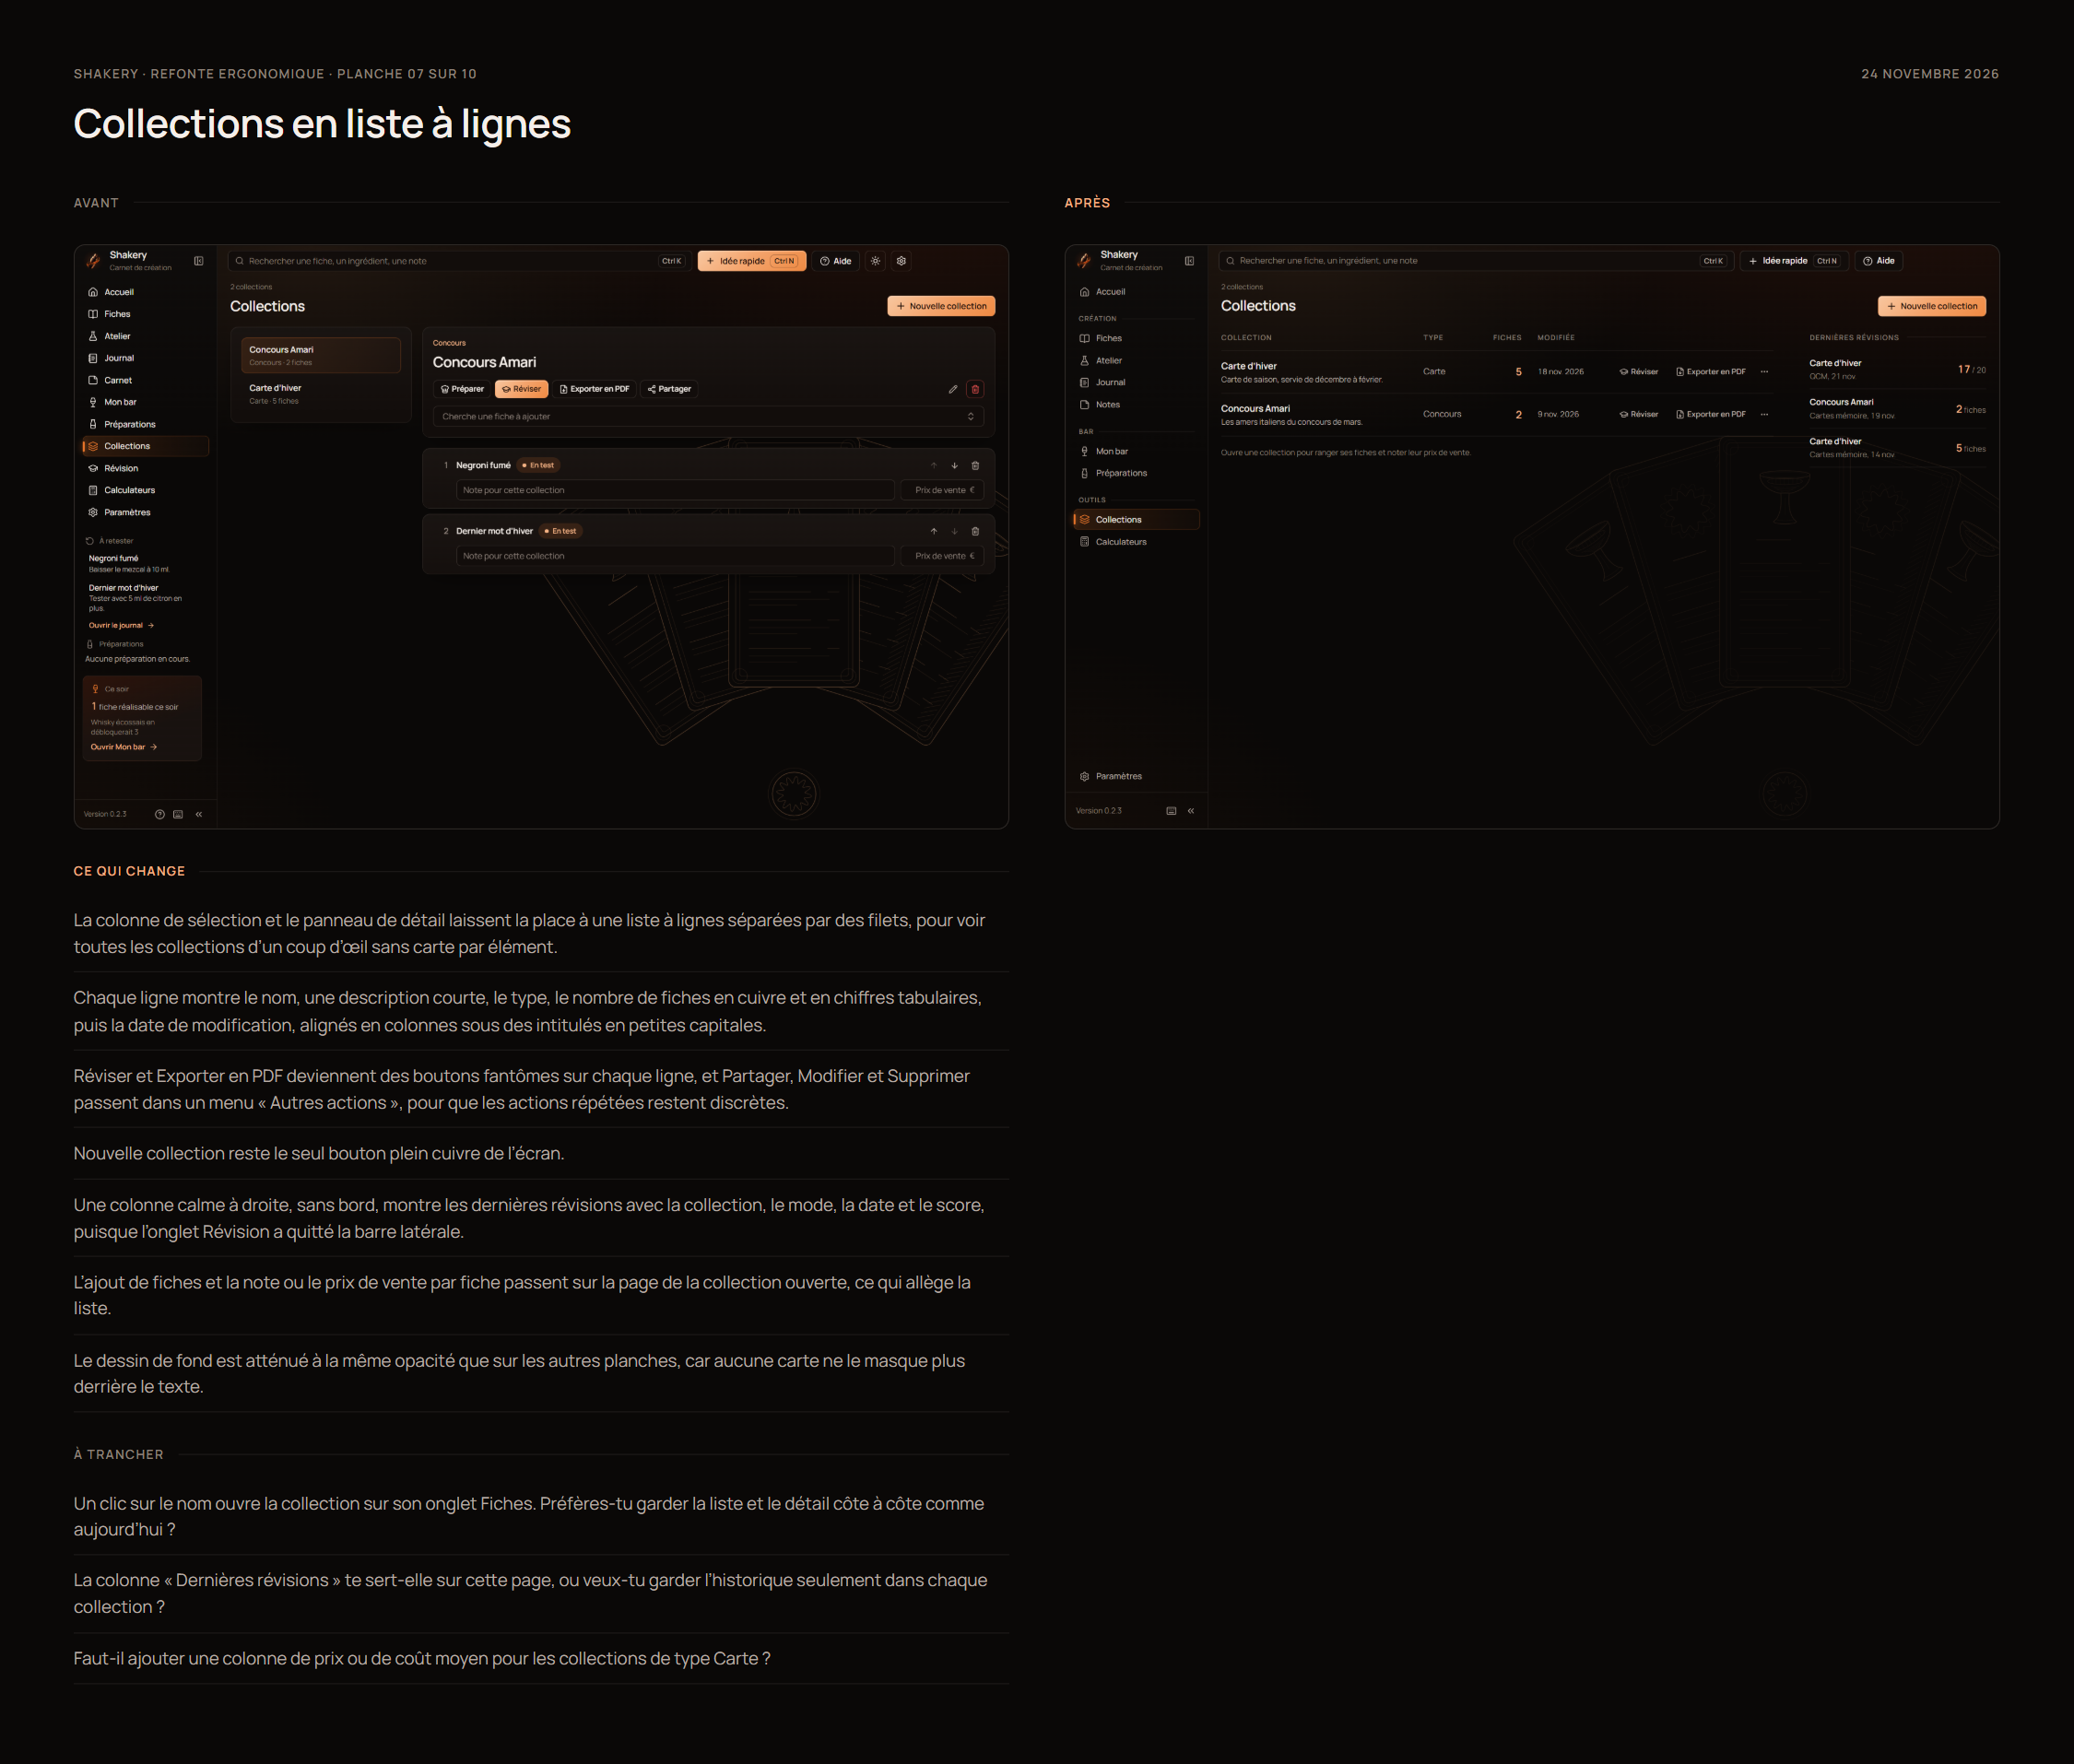 SHAKERY · REFONTE ERGONOMIQUE · PLANCHE 07 SUR 10
24 NOVEMBRE 2026
Collections en liste à lignes
AVANT
Shakery
Carnet de création
Accueil
Fiches
Atelier
Journal
Carnet
Mon bar
Préparations
Collections
Révision
Calculateurs
Paramètres
À retester
Negroni fumé
Baisser le mezcal à 10 ml.
Dernier mot d'hiver
Tester avec 5 ml de citron en
plus.
Ouvrir le journal →
Préparations
Aucune préparation en cours.
Ce soir
1 fiche réalisable ce soir
Whisky écossais en
débloquerait 3
Ouvrir Mon bar →
Version 0.2.3
Rechercher une fiche, un ingrédient, une note
Ctrl K
+ Idée rapide Ctrl N
Aide
2 collections
Collections
+ Nouvelle collection
Concours Amari
Concours · 2 fiches
Carte d'hiver
Carte · 5 fiches
Concours
Concours Amari
Préparer
Réviser
Exporter en PDF
Partager
Cherche une fiche à ajouter
1 Negroni fumé En test
Note pour cette collection
Prix de vente €
2 Dernier mot d'hiver En test
Note pour cette collection
Prix de vente €
APRÈS
Shakery
Carnet de création
Accueil
CRÉATION
Fiches
Atelier
Journal
Notes
BAR
Mon bar
Préparations
OUTILS
Collections
Calculateurs
Paramètres
Version 0.2.3
Rechercher une fiche, un ingrédient, une note
Ctrl K
+ Idée rapide Ctrl N
Aide
2 collections
Collections
+ Nouvelle collection
COLLECTION TYPE FICHES MODIFIÉE
Carte d'hiver
Carte de saison, servie de décembre à février.
Carte 5 18 nov. 2026 Réviser Exporter en PDF ···
Concours Amari
Les amers italiens du concours de mars.
Concours 2 9 nov. 2026 Réviser Exporter en PDF ···
Ouvre une collection pour ranger ses fiches et noter leur prix de vente.
DERNIÈRES RÉVISIONS
Carte d'hiver
QCM, 21 nov
17 / 20
Concours Amari
Cartes mémoire, 19 nov.
2 fiches
Carte d'hiver
Cartes mémoire, 14 nov.
5 fiches
CE QUI CHANGE
La colonne de sélection et le panneau de détail laissent la place à une liste à lignes séparées par des filets, pour voir
toutes les collections d'un coup d'œil sans carte par élément.
Chaque ligne montre le nom, une description courte, le type, le nombre de fiches en cuivre et en chiffres tabulaires,
puis la date de modification, alignés en colonnes sous des intitulés en petites capitales.
Réviser et Exporter en PDF deviennent des boutons fantômes sur chaque ligne, et Partager, Modifier et Supprimer
passent dans un menu « Autres actions », pour que les actions répétées restent discrètes.
Nouvelle collection reste le seul bouton plein cuivre de l'écran.
Une colonne calme à droite, sans bord, montre les dernières révisions avec la collection, le mode, la date et le score,
puisque l'onglet Révision a quitté la barre latérale.
L'ajout de fiches et la note ou le prix de vente par fiche passent sur la page de la collection ouverte, ce qui allège la
liste.
Le dessin de fond est atténué à la même opacité que sur les autres planches, car aucune carte ne le masque plus
derrière le texte.
À TRANCHER
Un clic sur le nom ouvre la collection sur son onglet Fiches. Préfères-tu garder la liste et le détail côte à côte comme
aujourd'hui ?
La colonne « Dernières révisions » te sert-elle sur cette page, ou veux-tu garder l'historique seulement dans chaque
collection ?
Faut-il ajouter une colonne de prix ou de coût moyen pour les collections de type Carte ?